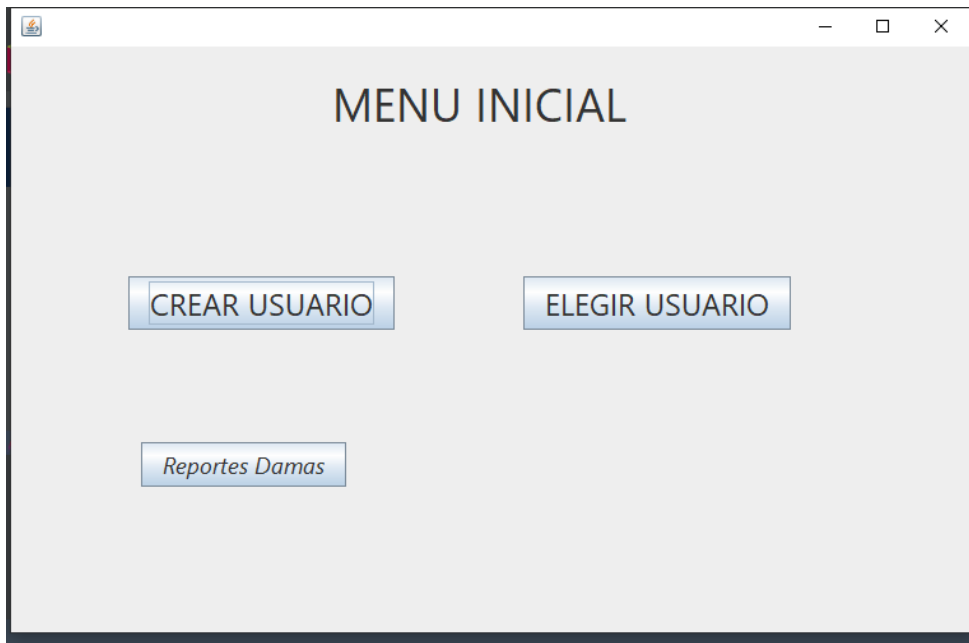 MENU INICIAL
CREAR USUARIO
ELEGIR USUARIO
Reportes Damas